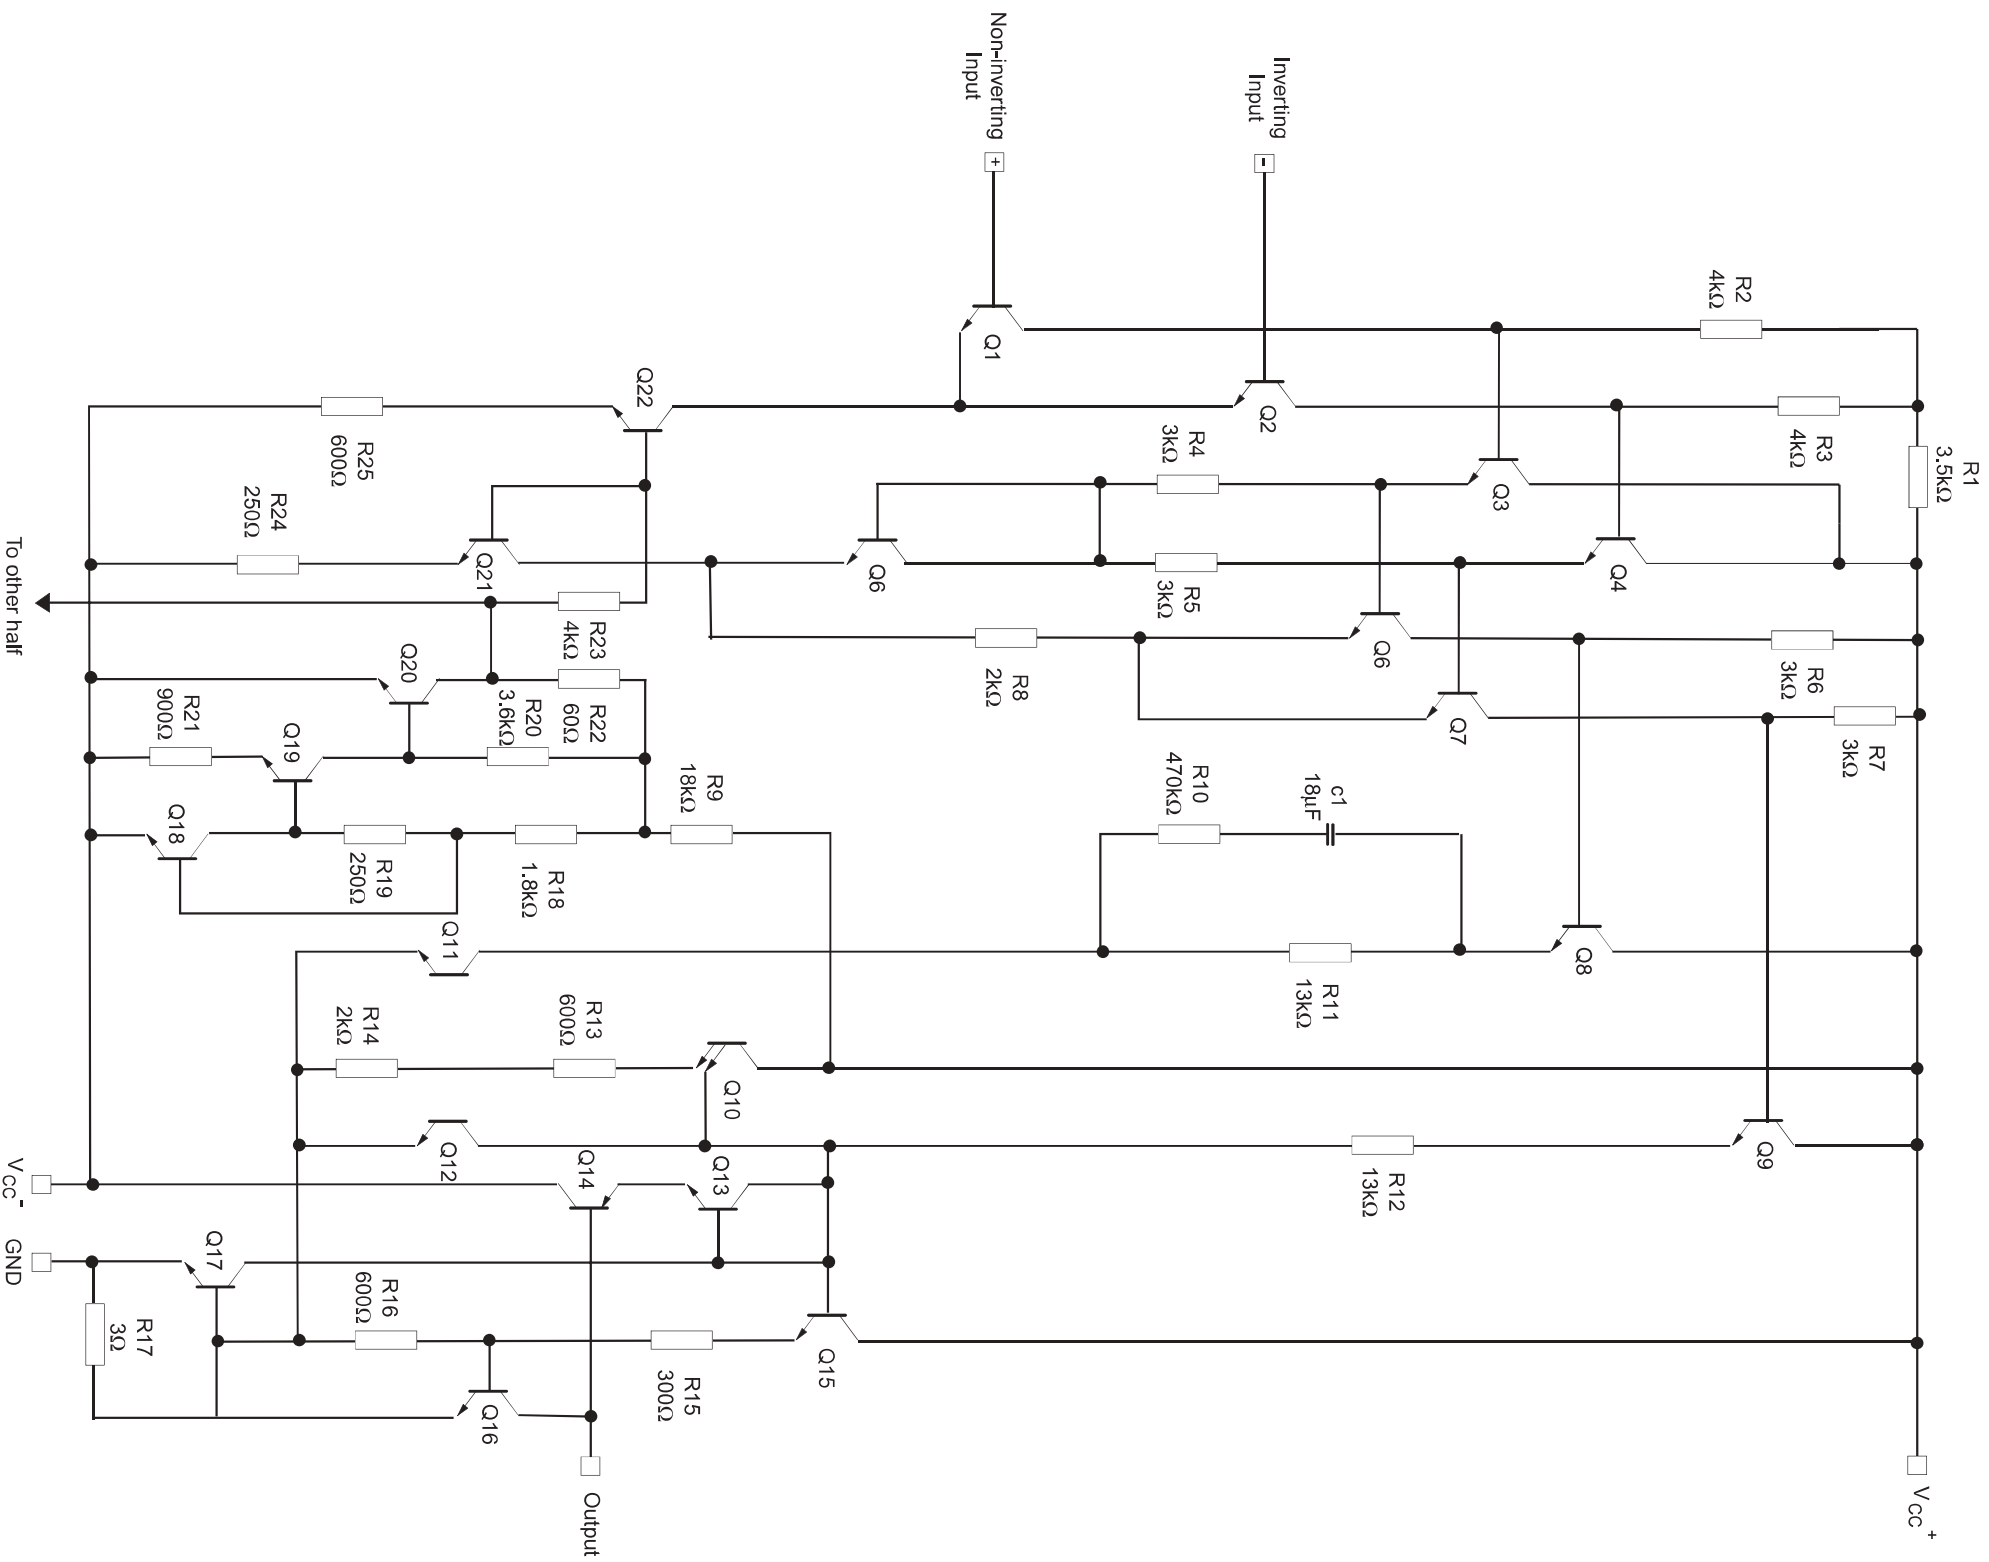 Non-inverting
Input
+
Inverting
Input
-
R2
4kΩ
R3
4kΩ
R1
3.5kΩ
Q1
Q2
Q22
R25
600Ω
R24
250Ω
Q21
R4
3kΩ
Q3
Q6
R5
3kΩ
Q4
To other half
R23
4kΩ
Q20
R20
3.6kΩ
R22
60Ω
R8
2kΩ
Q6
R6
3kΩ
R21
900Ω
Q19
Q7
R7
3kΩ
R9
18kΩ
R10
470kΩ
c1
18μF
Q18
R19
250Ω
R18
1.8kΩ
Q11
Q8
R11
13kΩ
R14
2kΩ
R13
600Ω
Q10
Q12
Q14
Q13
R12
13kΩ
Q9
VCC-
GND
Q17
R17
3Ω
R16
600Ω
Q16
R15
300Ω
Q15
Output
VCC+